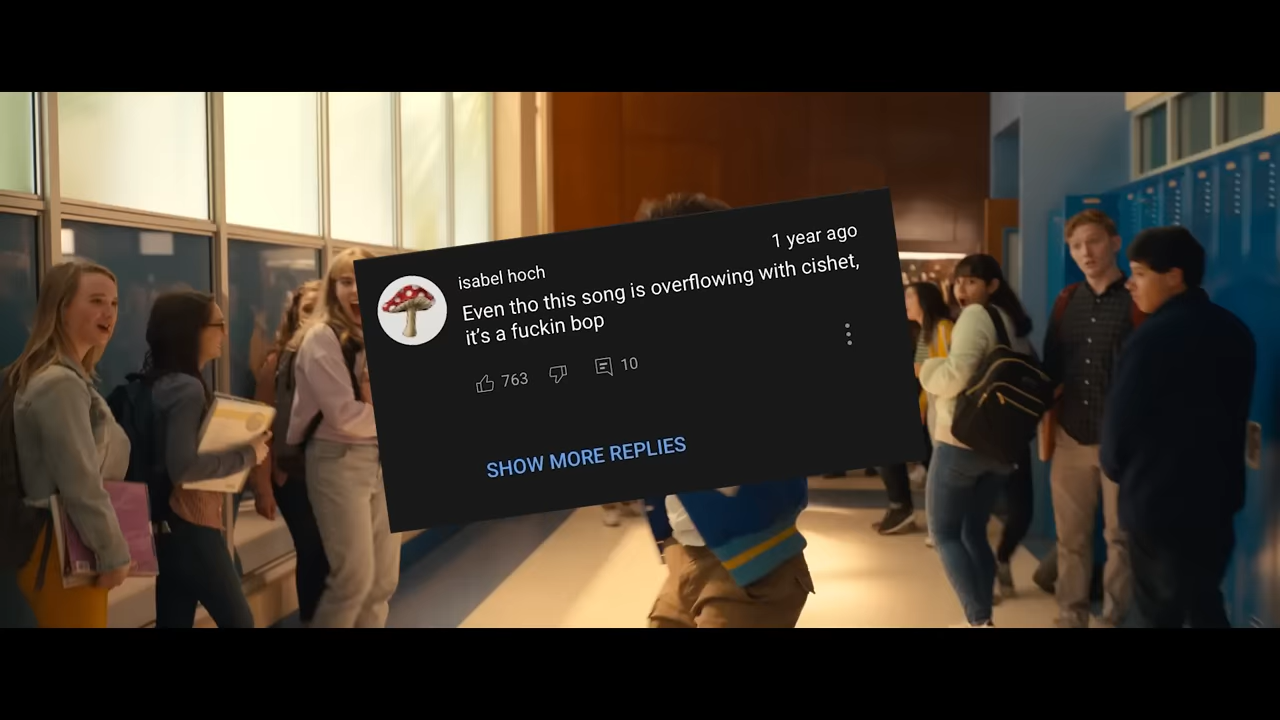 isabel hoch
1 year ago
Even tho this song is overflowing with cishet,
it's a fuckin bop
763
10
SHOW MORE REPLIES